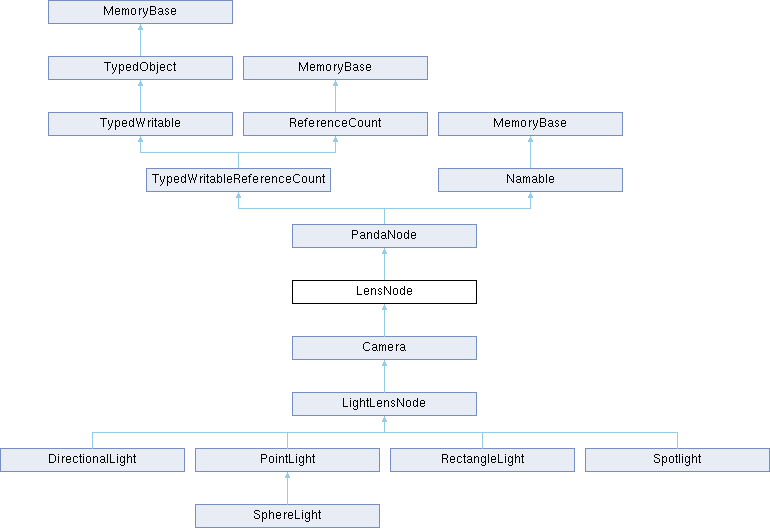 MemoryBase
TypedObject
MemoryBase
TypedWritable
ReferenceCount
MemoryBase
TypedWritableReferenceCount
Namable
PandaNode
LensNode
Camera
LightLensNode
DirectionalLight
PointLight
RectangleLight
Spotlight
SphereLight